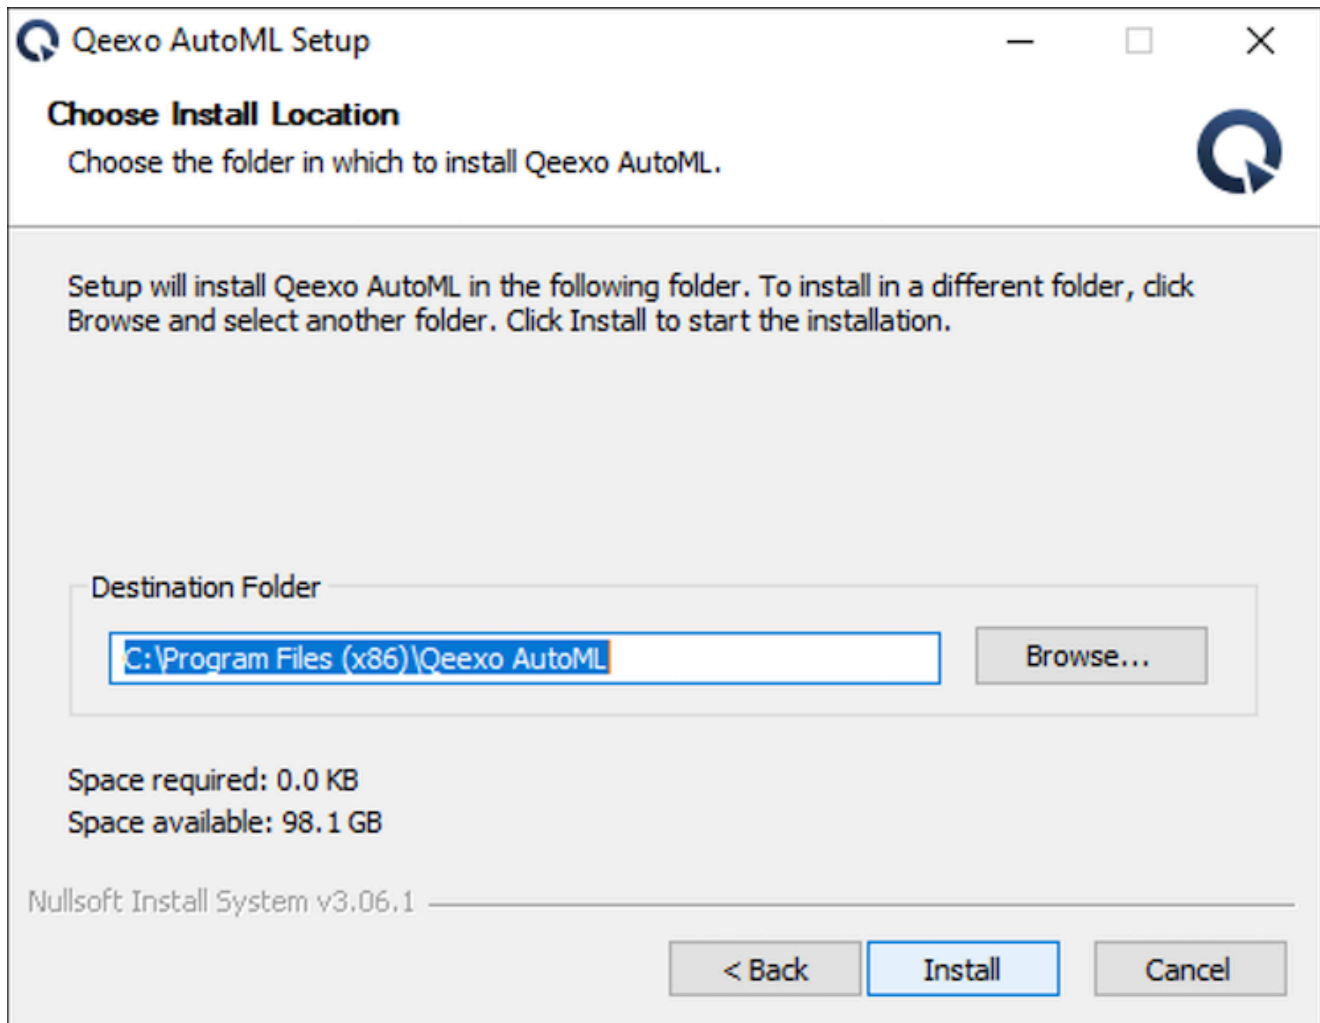 Qeexo AutoML Setup
Choose Install Location
Choose the folder in which to install Qeexo AutoML.
Setup will install Qeexo AutoML in the following folder. To install in a different folder, click
Browse and select another folder. Click Install to start the installation.
Destination Folder
C:\Program Files (x86)\Qeexo AutoML
Browse...
Space required: 0.0 KB
Space available: 98.1 GB
Nullsoft Install System v3.06.1
< Back Install Cancel